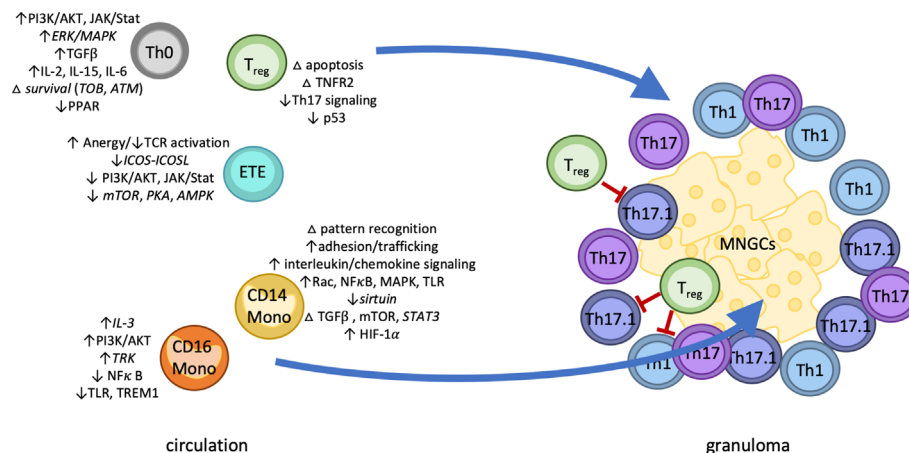 ↑PI3K/AKT, JAK/Stat
↑ERK/MAPK
↑TGFβ
↑IL-2, IL-15, IL-6
Δ survival (TOB, ATM)
↓PPAR
Th0
Treg
Δ apoptosis
Δ TNFR2
↓Th17 signaling
↓ p53
↑ Anergy/↓TCR activation
↓ICOS-ICOSL
↓ PI3K/AKT, JAK/Stat
↓ mTOR, PKA, AMPK
ETE
Δ pattern recognition
↑adhesion/trafficking
↑ interleukin/chemokine signaling
↑Rac, NFκB, MAPK, TLR
↓sirtuin
Δ TGFβ , mTOR, STAT3
↑ HIF-1α
CD14
Mono
↑IL-3
↑PI3K/AKT
↑TRK
↓ NFκ B
↓TLR, TREM1
CD16
Mono
circulation
Th1
Th17
Th1
Th17
Treg
Th1
Th17.1
MNGCs
Th17.1
Th17
Treg
Th17
Th17.1
Th17.1
Th1
Th17
Th17.1
Th1
granuloma